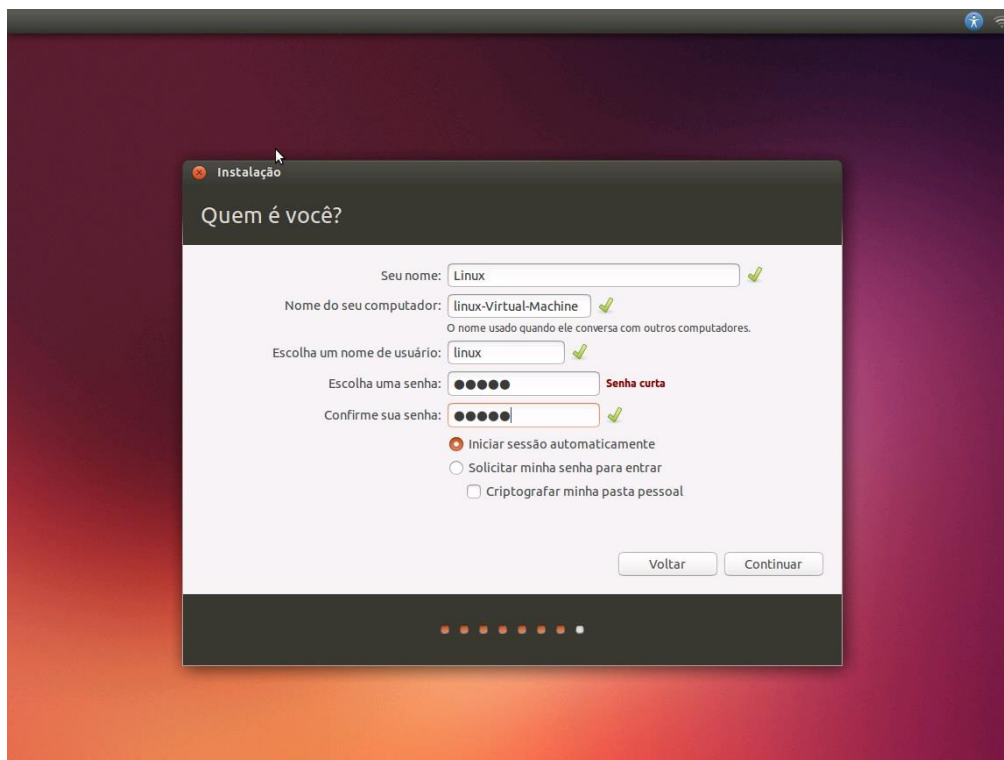 Instalação
Quem é você?
Seu nome: Linux
Nome do seu computador: linux-Virtual-Machine
O nome usado quando ele conversa com outros computadores.
Escolha um nome de usuário: linux
Escolha uma senha: ●●●●● Senha curta
Confirme sua senha: ●●●●●
Iniciar sessão automaticamente
Solicitar minha senha para entrar
Criptografar minha pasta pessoal
Voltar Continuar